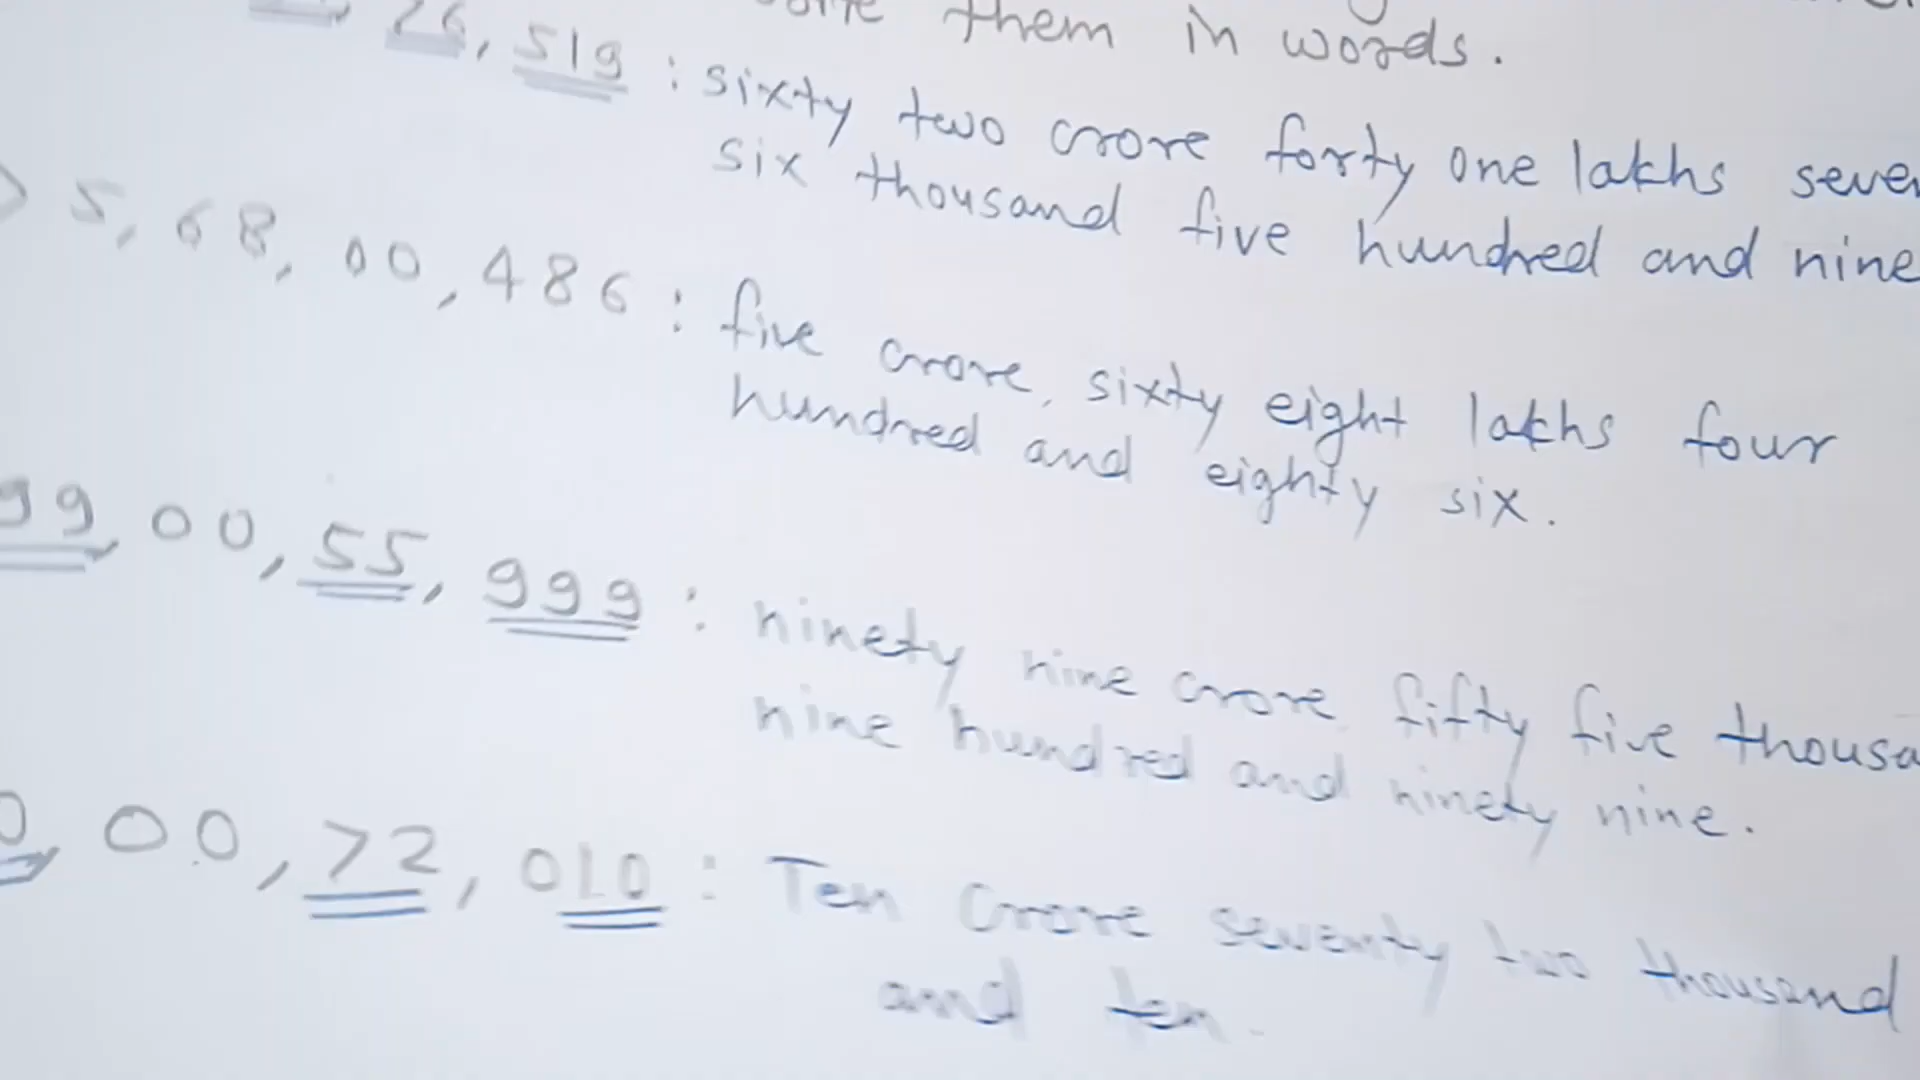 them in words.
26, 519 : sixty two crore forty one lakhs
six thousand five hundred and nine
5, 68, 00, 486 : five crore, sixty eight lakhs four
hundred and eighty six.
99, 00, 55, 999 : ninety nine crore fifty five
nine hundred and ninety nine.
0, 00, 72, 010 : Ten Crore seventy two thousand
and ten.